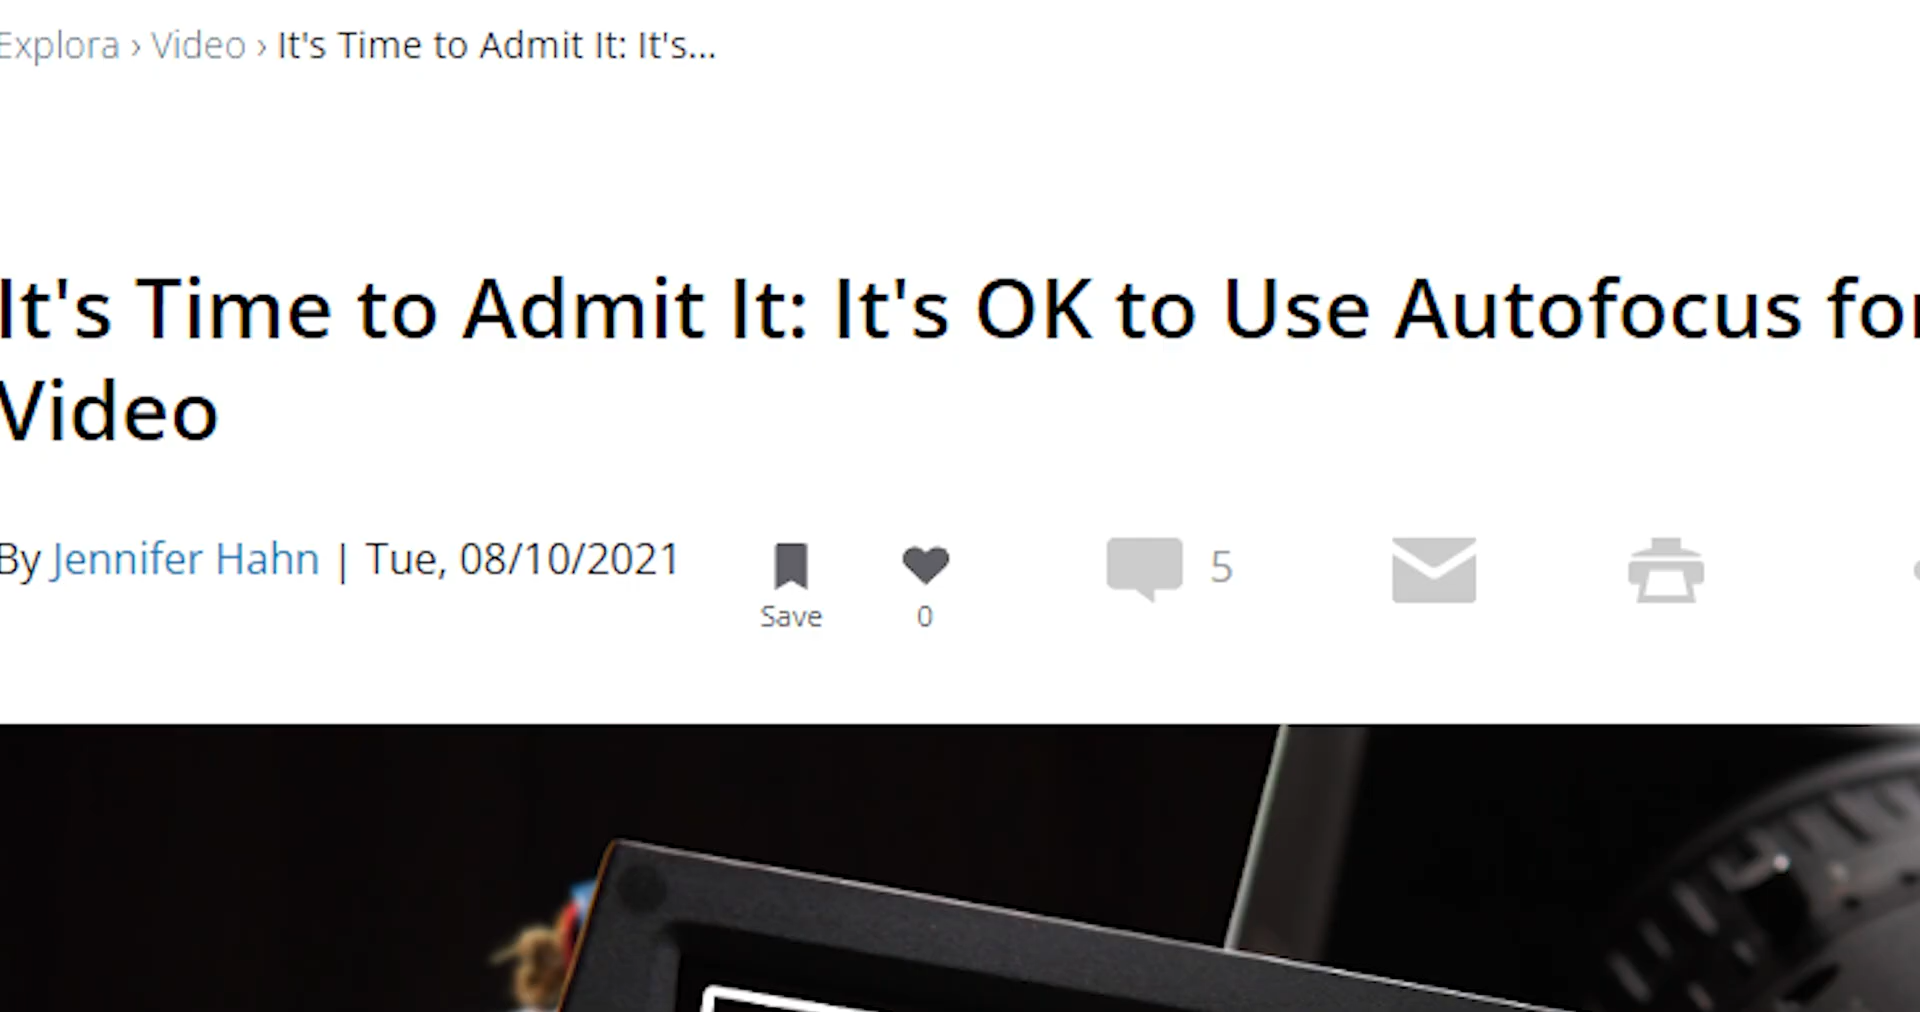 Explora › Video › It's Time to Admit It: It's...
It's Time to Admit It: It's OK to Use Autofocus for
Video
By Jennifer Hahn | Tue, 08/10/2021
Save
0
5